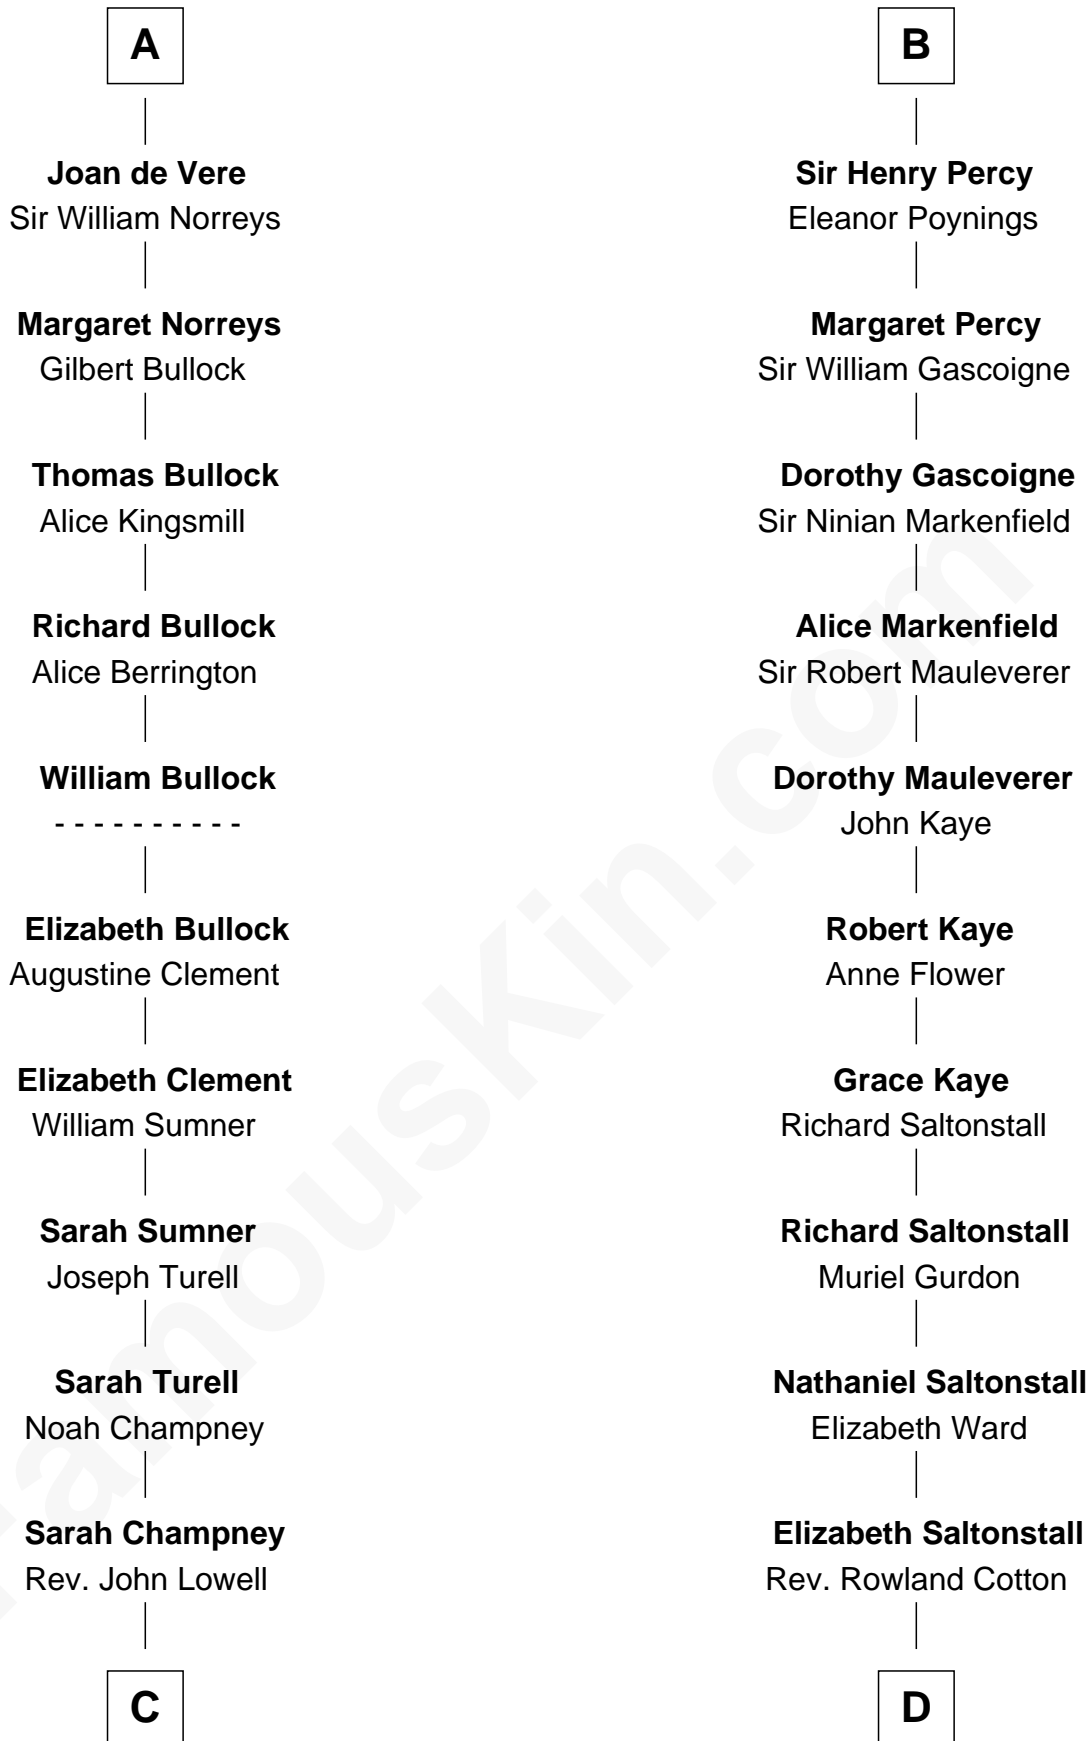 A
Joan de Vere
Sir William Norreys
Margaret Norreys
Gilbert Bullock
Thomas Bullock
Alice Kingsmill
Richard Bullock
Alice Berrington
William Bullock
- - - - - - - - - -
Elizabeth Bullock
Augustine Clement
Elizabeth Clement
William Sumner
Sarah Sumner
Joseph Turell
Sarah Turell
Noah Champney
Sarah Champney
Rev. John Lowell
C
B
Sir Henry Percy
Eleanor Poynings
Margaret Percy
Sir William Gascoigne
Dorothy Gascoigne
Sir Ninian Markenfield
Alice Markenfield
Sir Robert Mauleverer
Dorothy Mauleverer
John Kaye
Robert Kaye
Anne Flower
Grace Kaye
Richard Saltonstall
Richard Saltonstall
Muriel Gurdon
Nathaniel Saltonstall
Elizabeth Ward
Elizabeth Saltonstall
Rev. Rowland Cotton
D
FamousKin.com